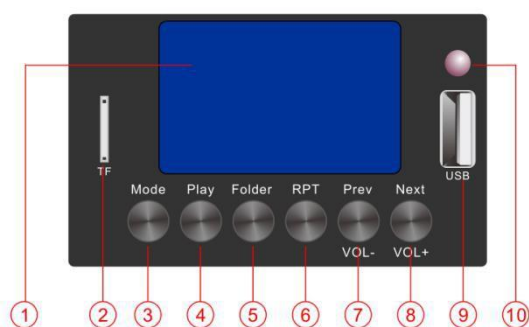 TF
USB
Mode Play Folder RPT Prev Next
VOL- VOL+
1 2 3 4 5 6 7 8 9 10